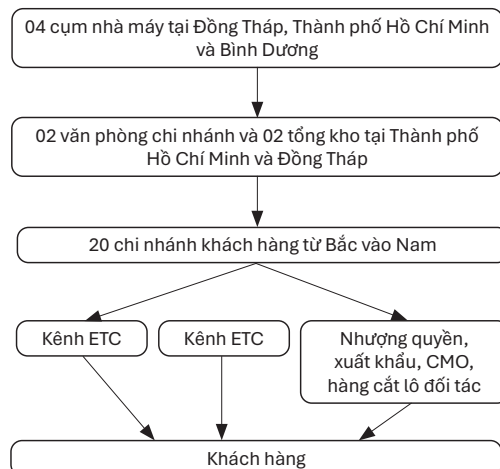 04 cụm nhà máy tại Đồng Tháp, Thành phố Hồ Chí Minh
và Bình Dương
02 văn phòng chi nhánh và 02 tổng kho tại Thành phố
Hồ Chí Minh và Đồng Tháp
20 chi nhánh khách hàng từ Bắc vào Nam
Kênh ETC
Kênh ETC
Nhượng quyền,
xuất khẩu, CMO,
hàng cắt lô đối tác
Khách hàng